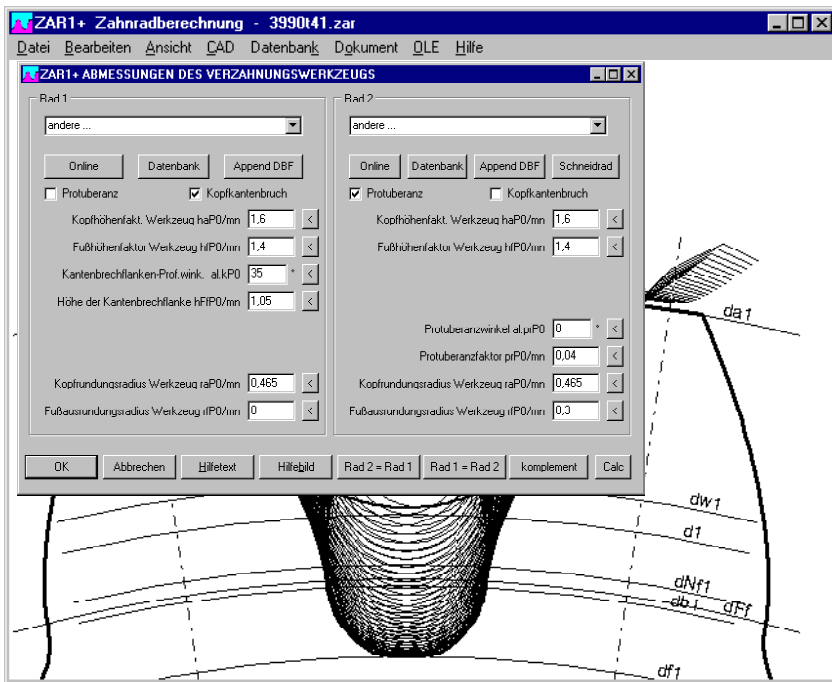 ZAR1+ Zahnradberechnung - 3990t41.zar
Datei Bearbeiten Ansicht CAD Datenbank Dokument OLE Hilfe
ZAR1+ ABMESSUNGEN DES VERZAHNUNGSWERKZEUGS
Rad 1
andere ...
Online Datenbank Append DBF
Protuberanz Kopfkantenbruch
Kopfhöhenfakt. Werkzeug haP0/mn 1,6 <
Fußhöhenfaktor Werkzeug hfP0/mn 1,4 <
Kantenbrechflanken-Prof.wink. al.kP0 35 ° <
Höhe der Kantenbrechflanke hFfP0/mn 1,05 <
Kopfrundungsradius Werkzeug raP0/mn 0,465 <
Fußausrundungsradius Werkzeug rfP0/mn 0 <
Rad 2
andere ...
Online Datenbank Append DBF Schneidrad
Protuberanz Kopfkantenbruch
Kopfhöhenfakt. Werkzeug haP0/mn 1,6 <
Fußhöhenfaktor Werkzeug hfP0/mn 1,4 <
Protuberanzwinkel al.prP0 0 ° <
Protuberanzfaktor prP0/mn 0,04 <
Kopfrundungsradius Werkzeug raP0/mn 0,465 <
Fußausrundungsradius Werkzeug rfP0/mn 0,3 <
OK Abbrechen Hilfetext Hilfebild Rad 2 = Rad 1 Rad 1 = Rad 2 komplement Calc
da1
dw1
d1
dNf1
db1 dFf
df1